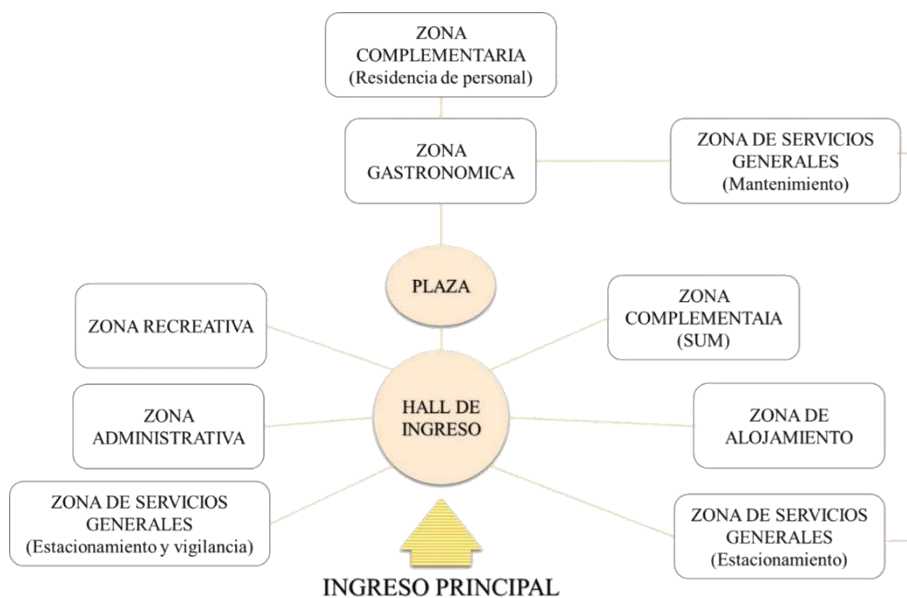 ZONA
COMPLEMENTARIA
(Residencia de personal)
ZONA
GASTRONOMICA
ZONA DE SERVICIOS
GENERALES
(Mantenimiento)
PLAZA
ZONA RECREATIVA
ZONA
COMPLEMENTAIA
(SUM)
HALL DE
INGRESO
ZONA
ADMINISTRATIVA
ZONA DE
ALOJAMIENTO
ZONA DE SERVICIOS
GENERALES
(Estacionamiento y vigilancia)
ZONA DE SERVICIOS
GENERALES
(Estacionamiento)
INGRESO PRINCIPAL